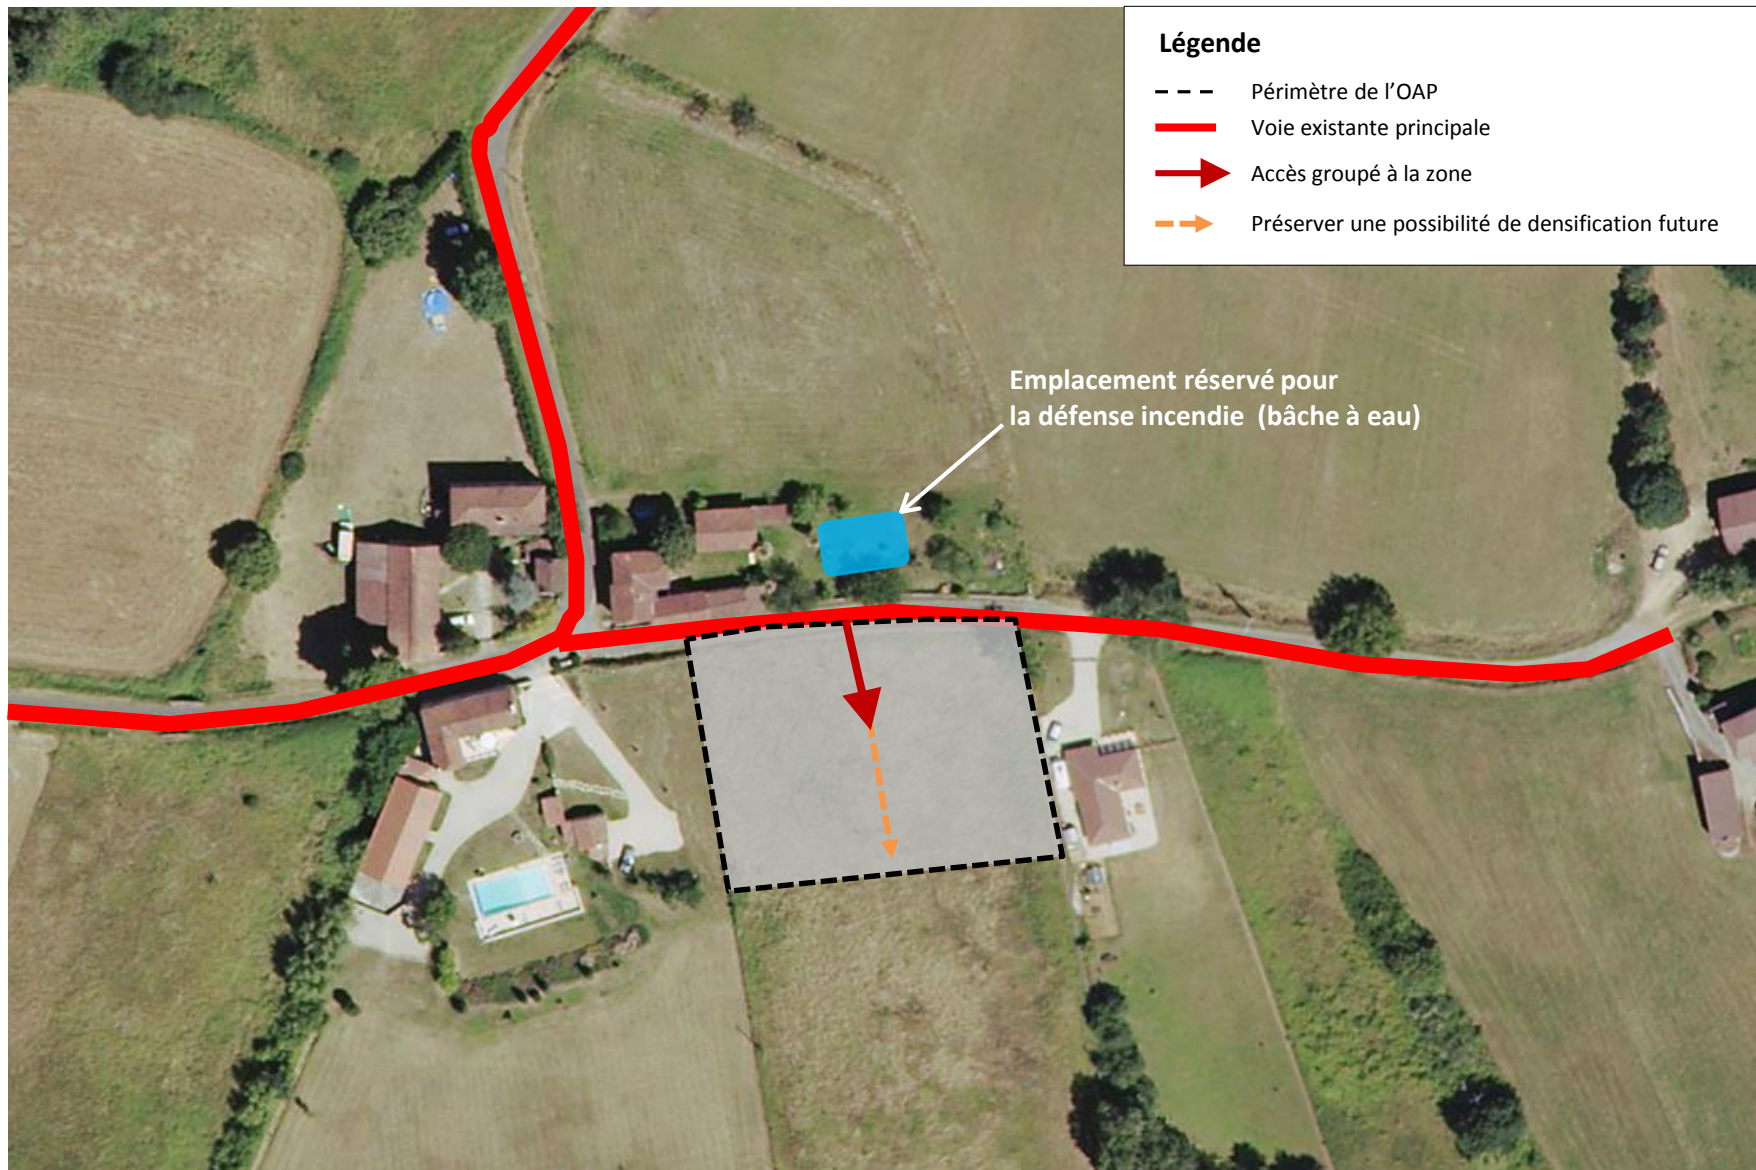 Légende
Périmètre de l'OAP
Voie existante principale
Accès groupé à la zone
Préserver une possibilité de densification future
Emplacement réservé pour
la défense incendie (bâche à eau)